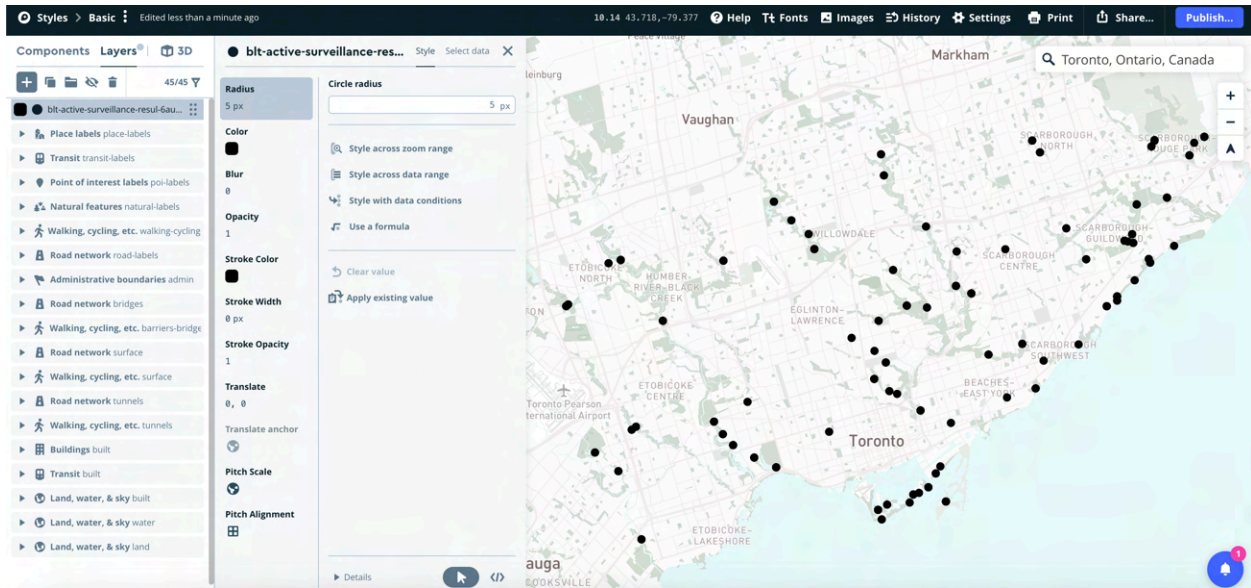 Styles > Basic
Edited less than a minute ago
10.14 43.718,-79.377
Help
Tt Fonts
Images
History
Settings
Print
Share...
Publish...
Components
Layers
3D
45/45
blt-active-surveillance-resul-6au...
Place labels place-labels
Transit transit-labels
Point of interest labels poi-labels
Natural features natural-labels
Walking, cycling, etc. walking-cycling
Road network road-labels
Administrative boundaries admin
Road network bridges
Walking, cycling, etc. barriers-bridge
Road network surface
Walking, cycling, etc. surface
Road network tunnels
Walking, cycling, etc. tunnels
Buildings built
Transit built
Land, water, & sky built
Land, water, & sky water
Land, water, & sky land
blt-active-surveillance-res...
Style
Select data
Radius
5 px
Color
Blur
0
Opacity
1
Stroke Color
Stroke Width
0 px
Stroke Opacity
1
Translate
0, 0
Translate anchor
Pitch Scale
Pitch Alignment
Circle radius
5 px
Style across zoom range
Style across data range
Style with data conditions
Use a formula
Clear value
Apply existing value
Details
</>
Toronto, Ontario, Canada
+
−
Peace Village
Markham
leinburg
Vaughan
SCARBOROUGH
NORTH
WILLOWDALE
SCARBOROUGH-
GUILDWOOD
SCARBOROUGH
CENTRE
ETOBICOKE
NORTH
HUMBER-
RIVER-BLACK
CREEK
TON
EGLINTON-
LAWRENCE
SCARBOROUGH
SOUTHWEST
ETOBICOKE
CENTRE
BEACHES-
EAST YORK
Toronto Pearson
nternational Airport
Toronto
ETOBICOKE-
LAKESHORE
auga
COOKSVILLE
1